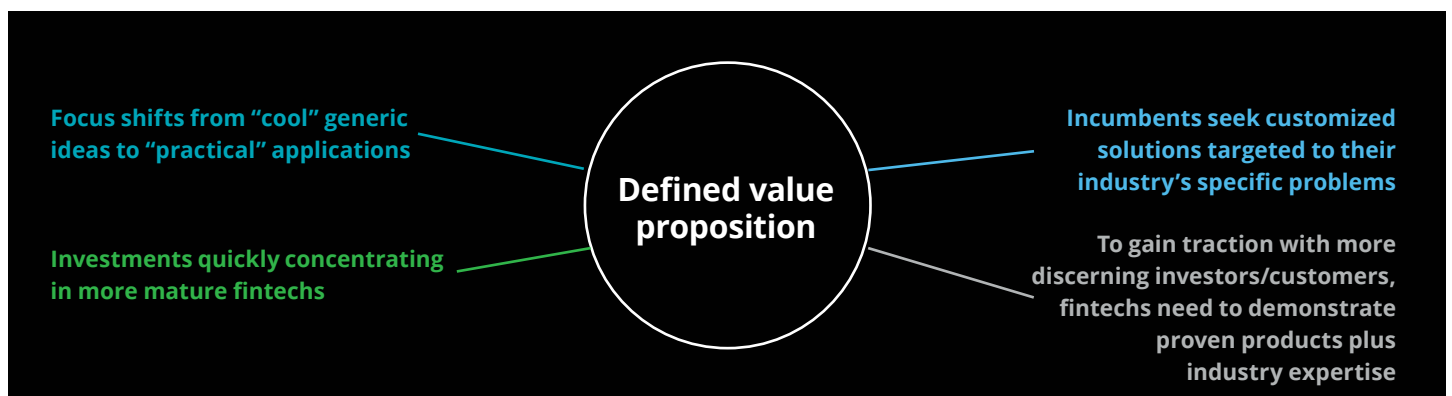 Focus shifts from “cool” generic
ideas to “practical” applications
Investments quickly concentrating
in more mature fintechs
Defined value
proposition
Incumbents seek customized
solutions targeted to their
industry’s specific problems
To gain traction with more
discerning investors/customers,
fintechs need to demonstrate
proven products plus
industry expertise